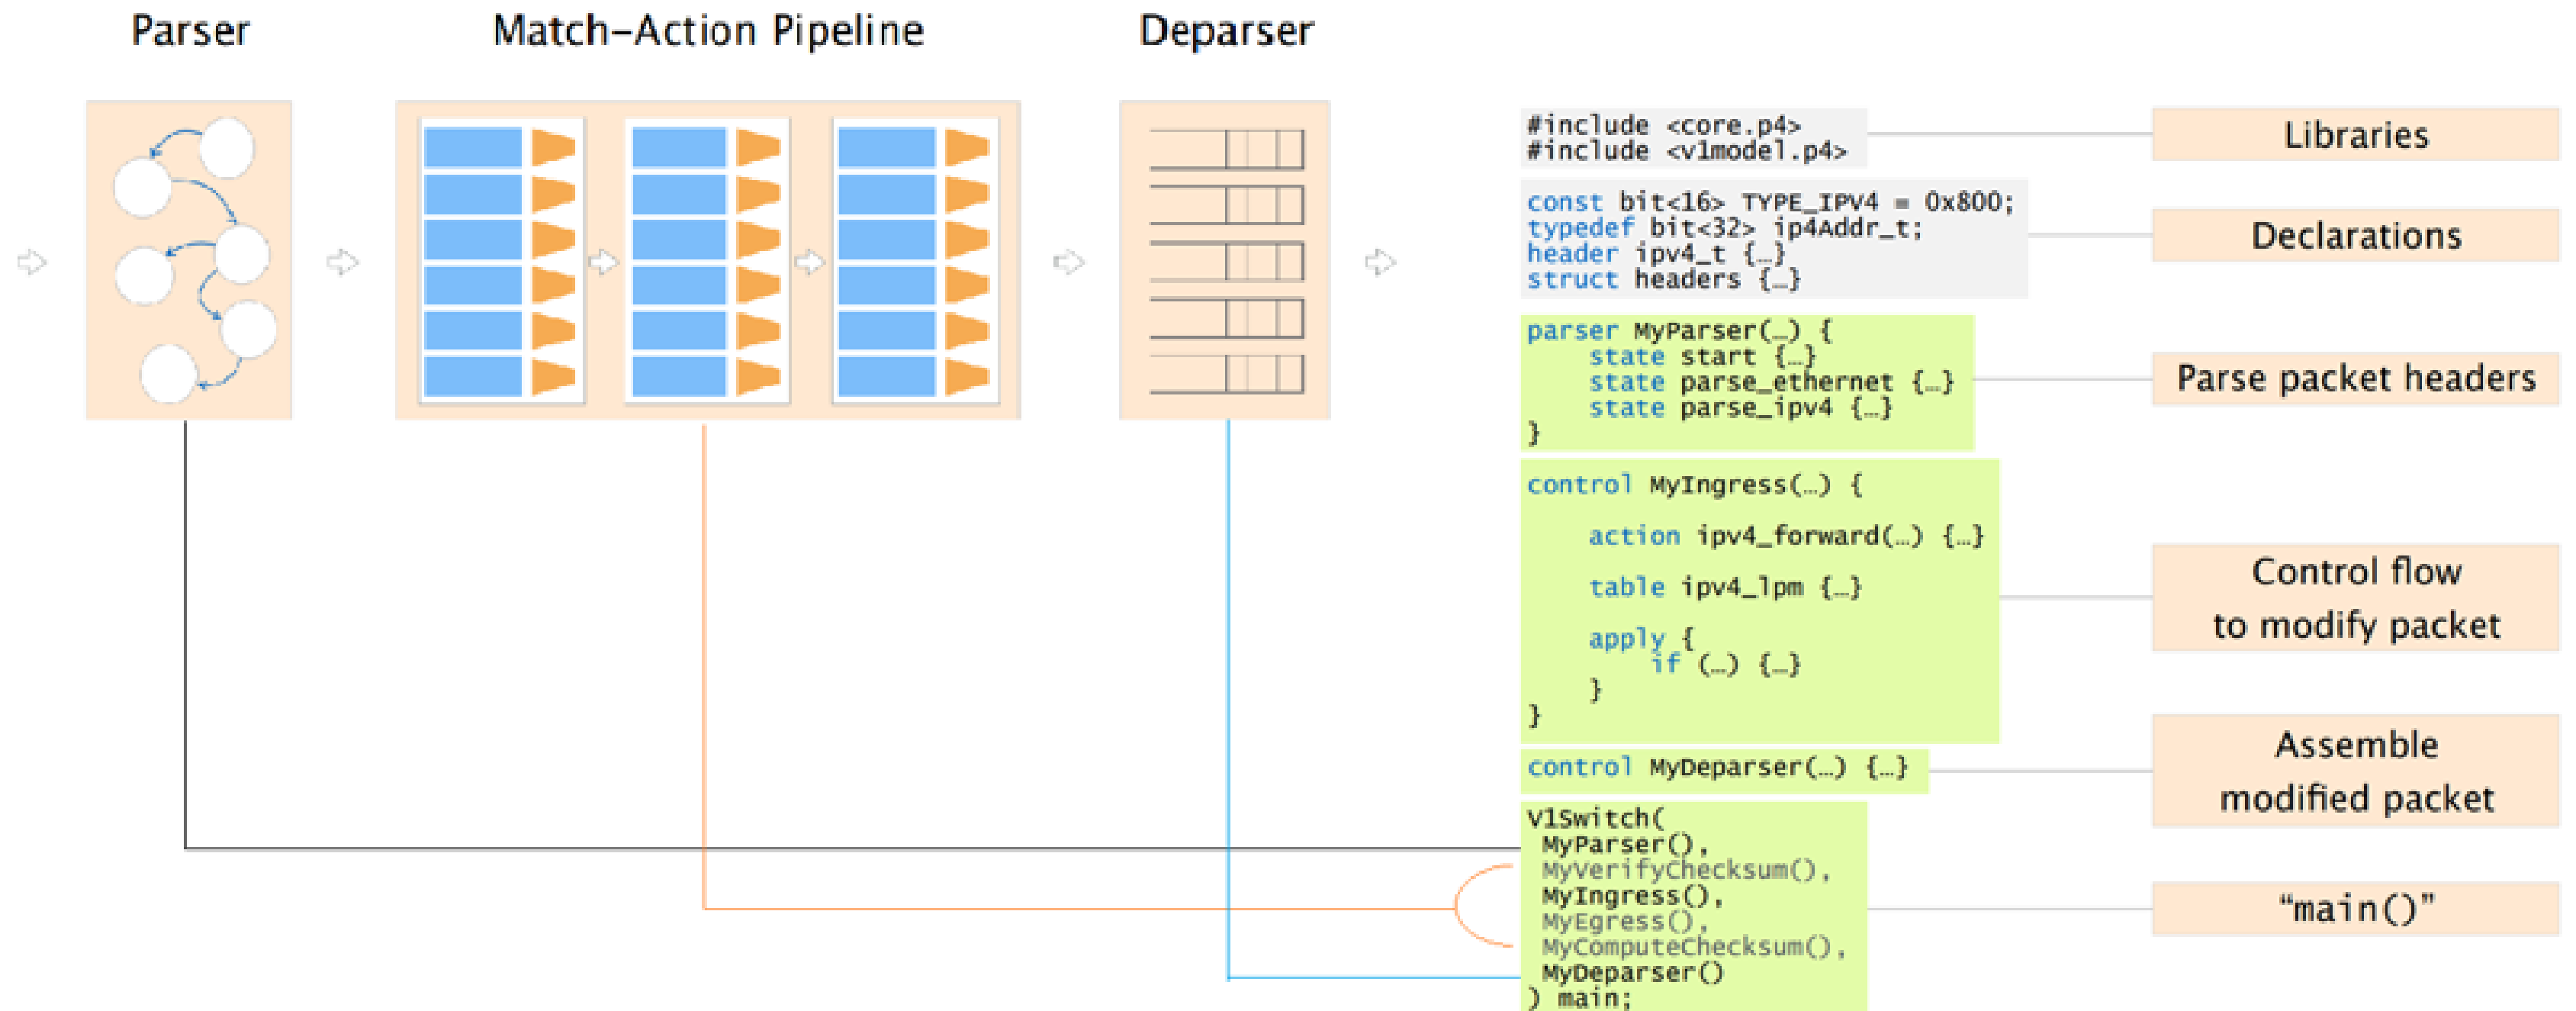 Parser
Match-Action Pipeline
Deparser
#include <core.p4>
#include <v1model.p4>
Libraries
const bit<16> TYPE_IPV4 = 0x800;
typedef bit<32> ip4Addr_t;
header ipv4_t {…}
struct headers {…}
Declarations
parser MyParser(…) {
state start {…}
state parse_ethernet {…}
state parse_ipv4 {…}
}
Parse packet headers
control MyIngress(…) {
action ipv4_forward(…) {…}
table ipv4_lpm {…}
apply {
if (…) {…}
}
}
Control flow
to modify packet
control MyDeparser(…) {…}
Assemble
modified packet
V1Switch(
MyParser(),
MyVerifyChecksum(),
MyIngress(),
MyEgress(),
MyComputeChecksum(),
MyDeparser()
) main;
“main()”